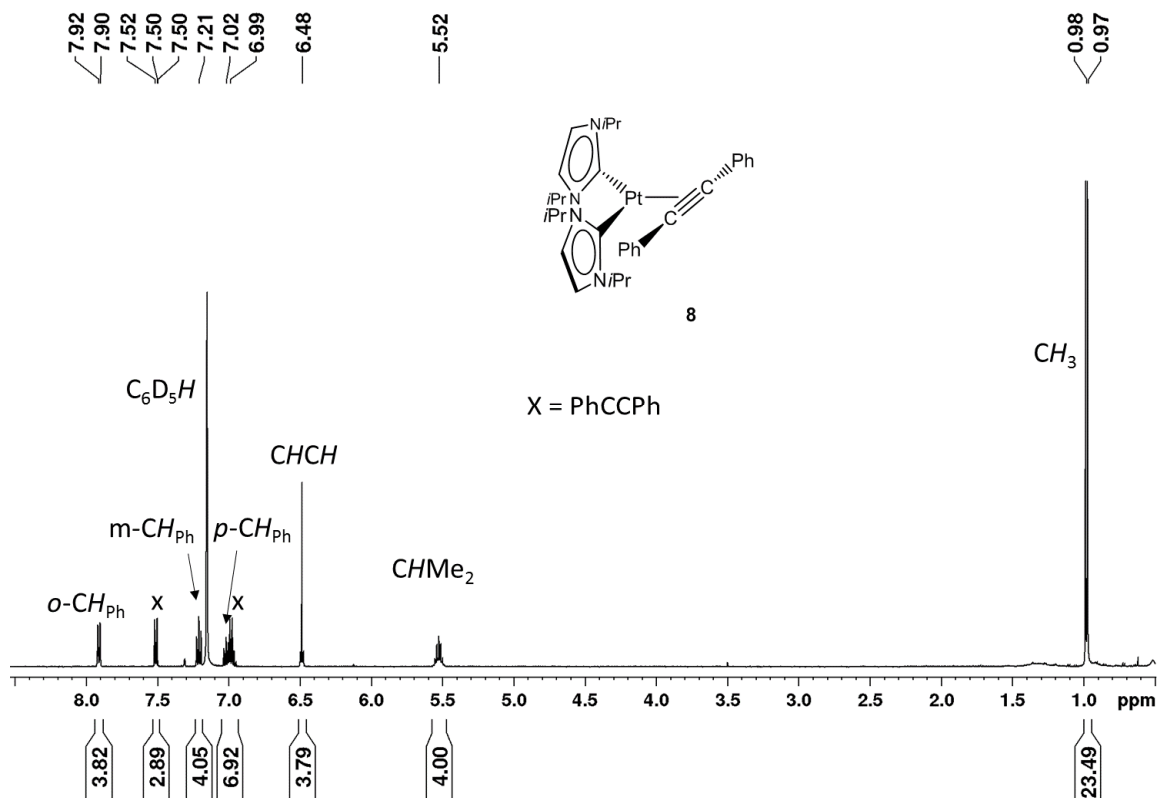 7.92
7.90
7.52
7.50
7.50
7.21
7.02
6.99
6.48
5.52
0.98
0.97
NiPr
iPrN
iPrN
NiPr
Pt
C
C
Ph
Ph
8
X = PhCCPh
C6D5H
CHCH
CH3
m-CHPh
p-CHPh
CHMe2
o-CHPh
X
X
8.0 7.5 7.0 6.5 6.0 5.5 5.0 4.5 4.0 3.5 3.0 2.5 2.0 1.5 1.0 ppm
3.82
2.89
4.05
6.92
3.79
4.00
23.49